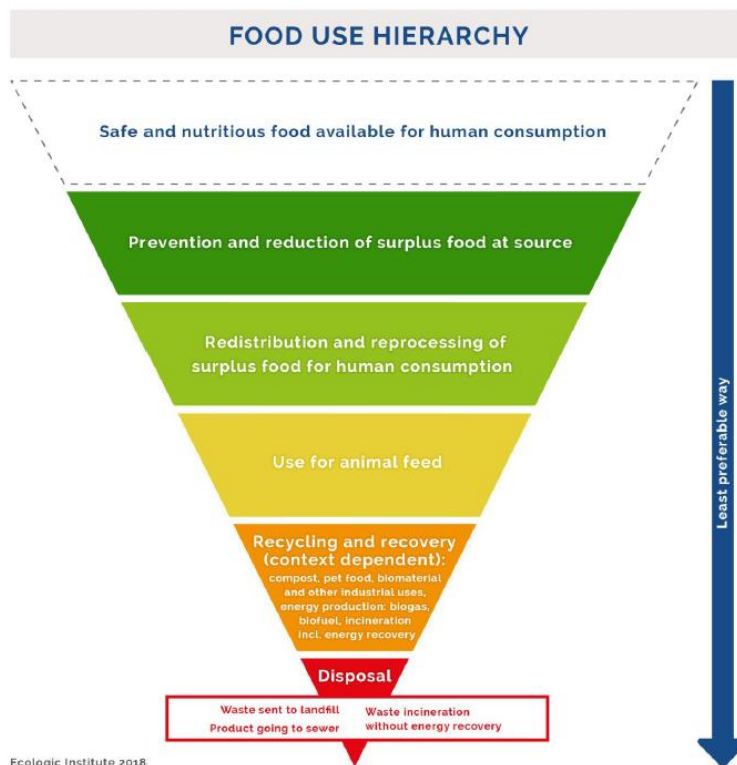 FOOD USE HIERARCHY
Safe and nutritious food available for human consumption
Prevention and reduction of surplus food at source
Redistribution and reprocessing of
surplus food for human consumption
Use for animal feed
Recycling and recovery
(context dependent):
compost, pet food, biomaterial
and other industrial uses,
energy production: biogas,
biofuel, incineration
incl. energy recovery
Disposal
Waste sent to landfill
Product going to sewer
Waste incineration
without energy recovery
Least preferable way
Ecologic Institute 2018.